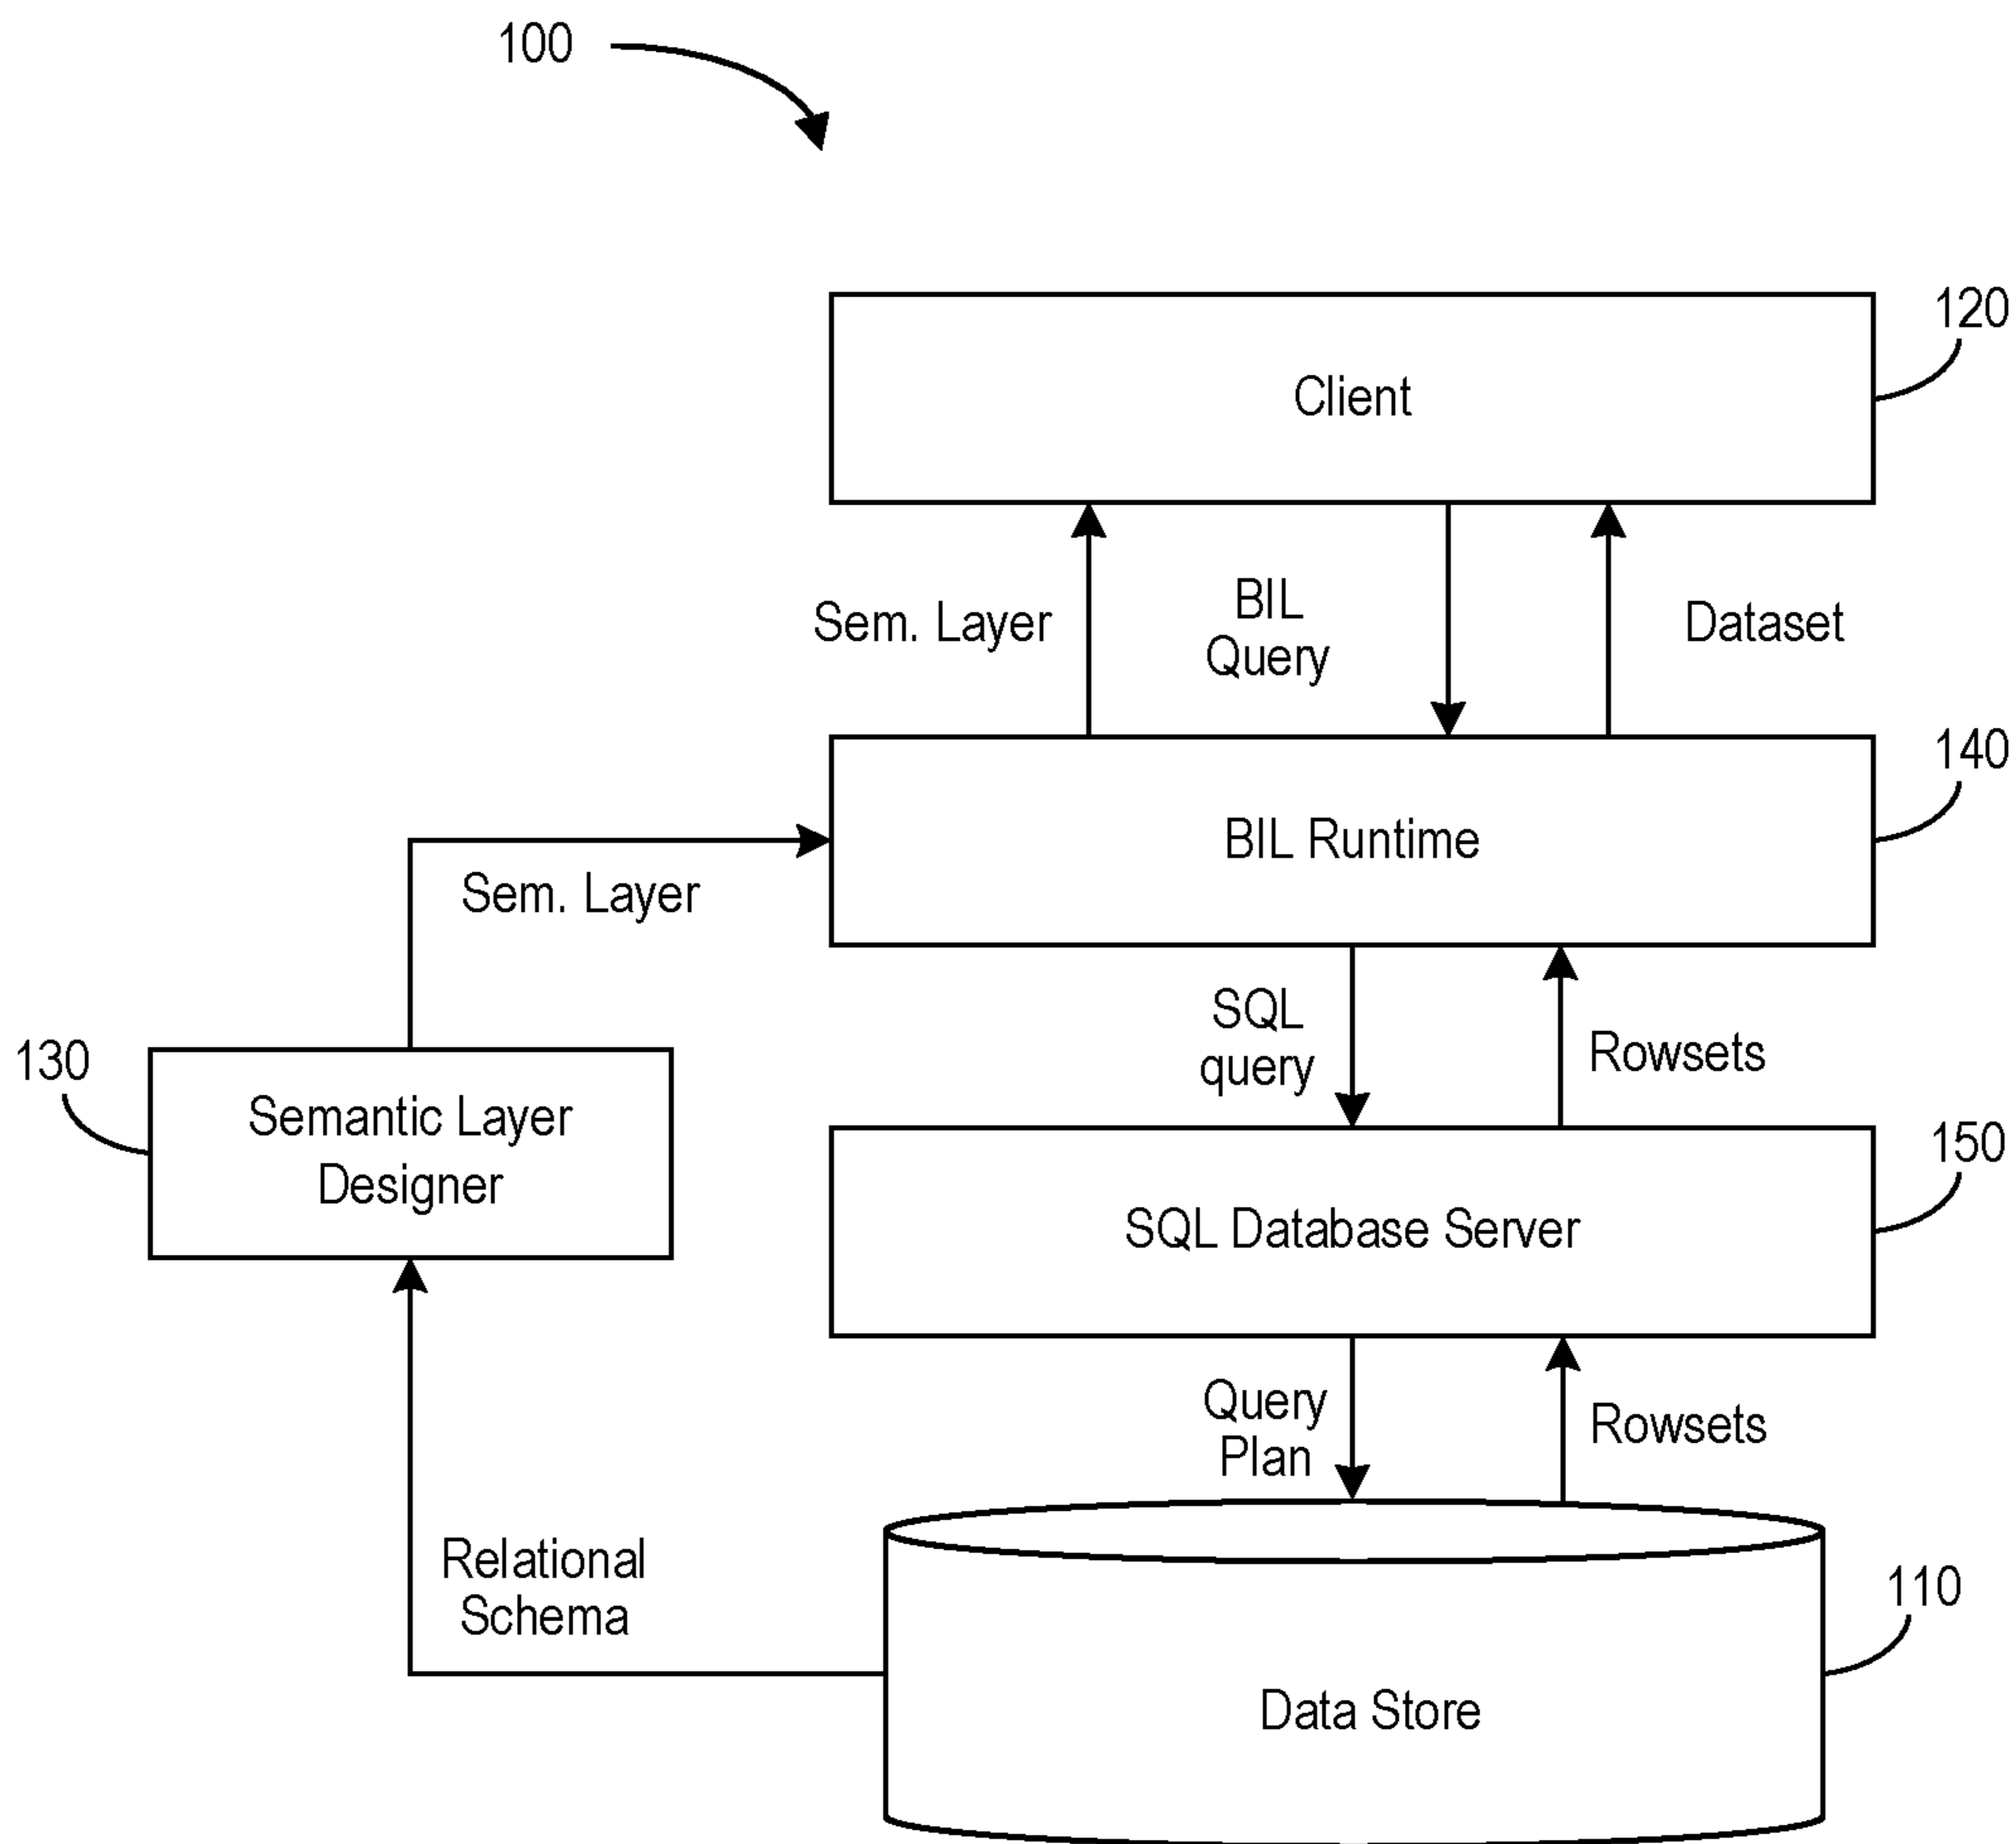 100
120
Client
Sem. Layer
BIL
Query
Dataset
140
BIL Runtime
Sem. Layer
SQL
query
Rowsets
130
Semantic Layer
Designer
150
SQL Database Server
Query
Plan
Rowsets
Relational
Schema
110
Data Store